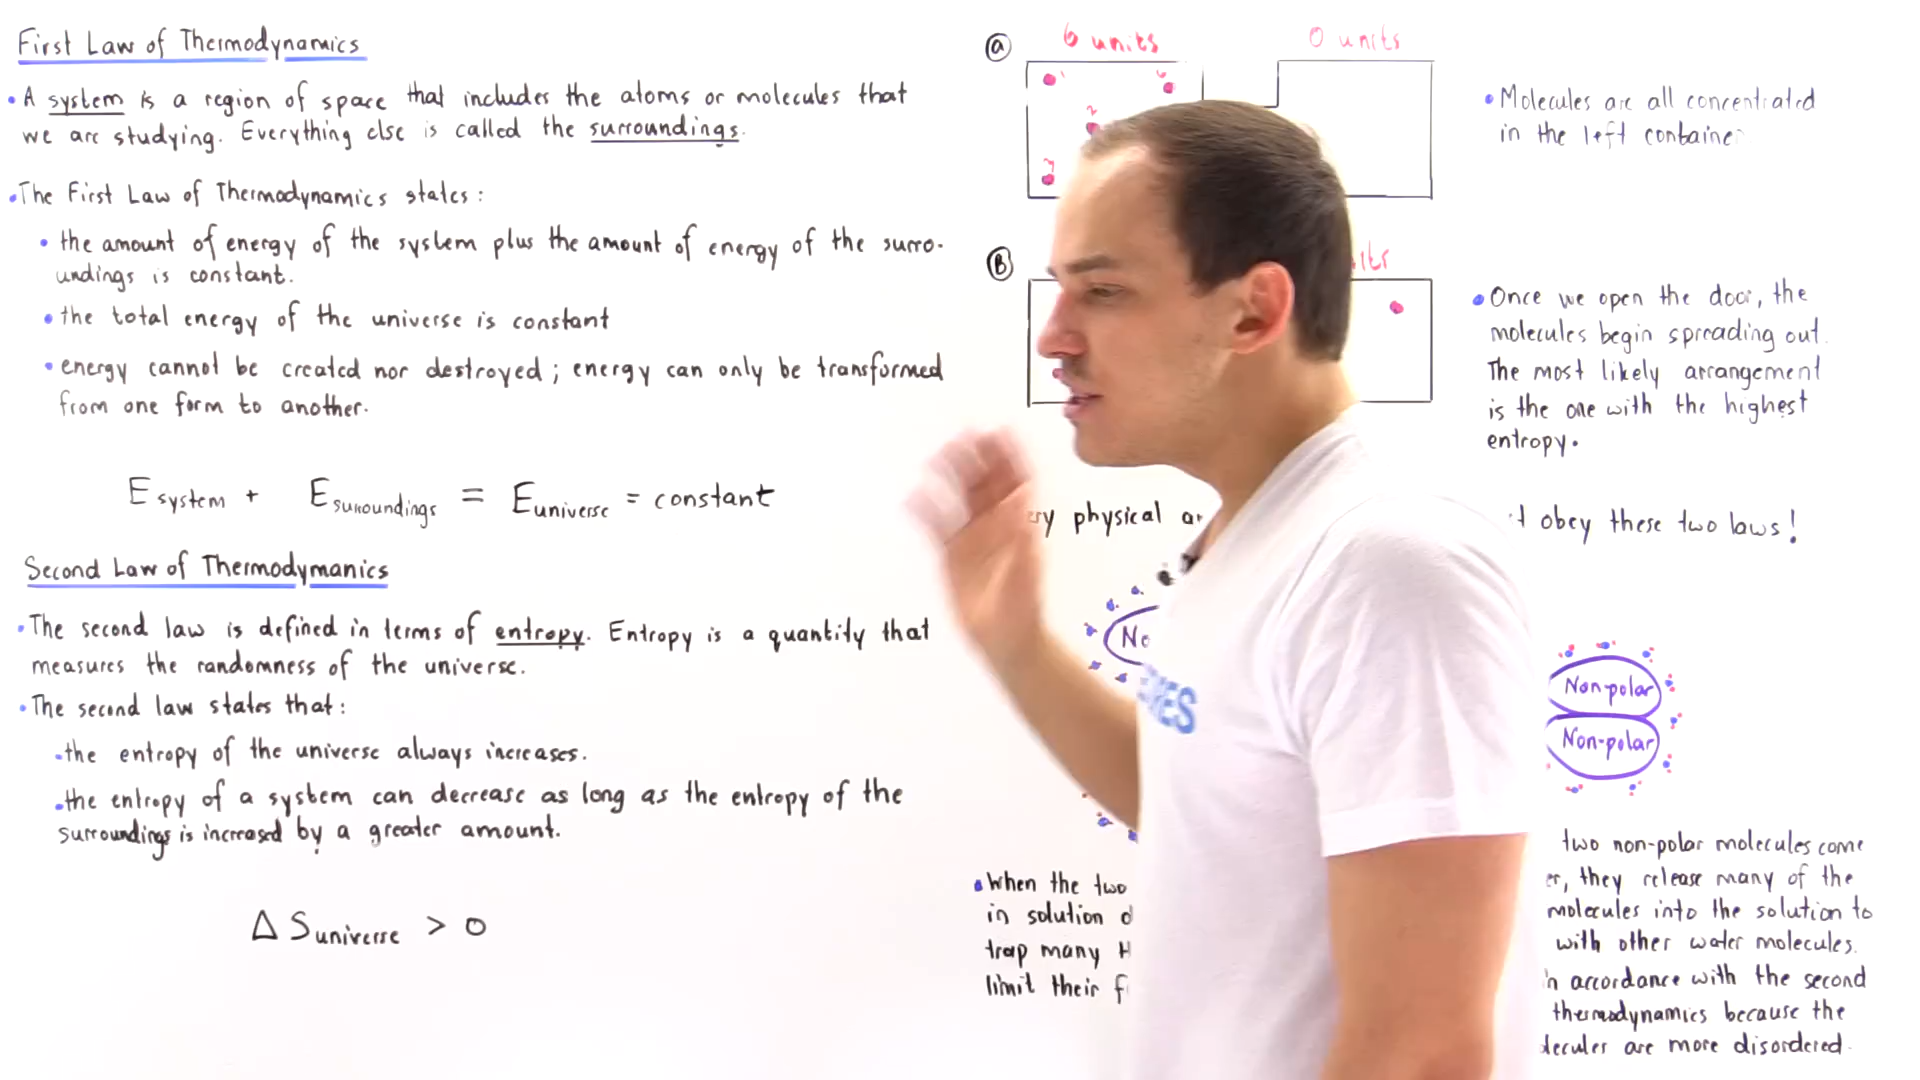 First Law of Thermodynamics
• A system is a region of space that includes the atoms or molecules that
we are studying. Everything else is called the surroundings.
• The First Law of Thermodynamics states:
• the amount of energy of the system plus the amount of energy of the surro-
undings is constant.
• the total energy of the universe is constant
• energy cannot be created nor destroyed; energy can only be transformed
from one form to another.
E system + E surroundings = E universe = constant
Second Law of Thermodymanics
• The second law is defined in terms of entropy. Entropy is a quantity that
measures the randomness of the universe.
• The second law states that:
• the entropy of the universe always increases.
• the entropy of a system can decrease as long as the entropy of the
surroundings is increased by a greater amount.
Δ S universe > 0
A 6 units 0 units
• Molecules are all concentrated
in the left container
B
• Once we open the door, the
molecules begin spreading out.
The most likely arrangement
is the one with the highest
entropy.
physical obey these two laws!
Non-polar
Non-polar
• When the two
in solution
trap many
limit their
two non-polar molecules come
they release many of the
molecules into the solution to
with other water molecules.
in accordance with the second
thermodynamics because the
are more disordered.